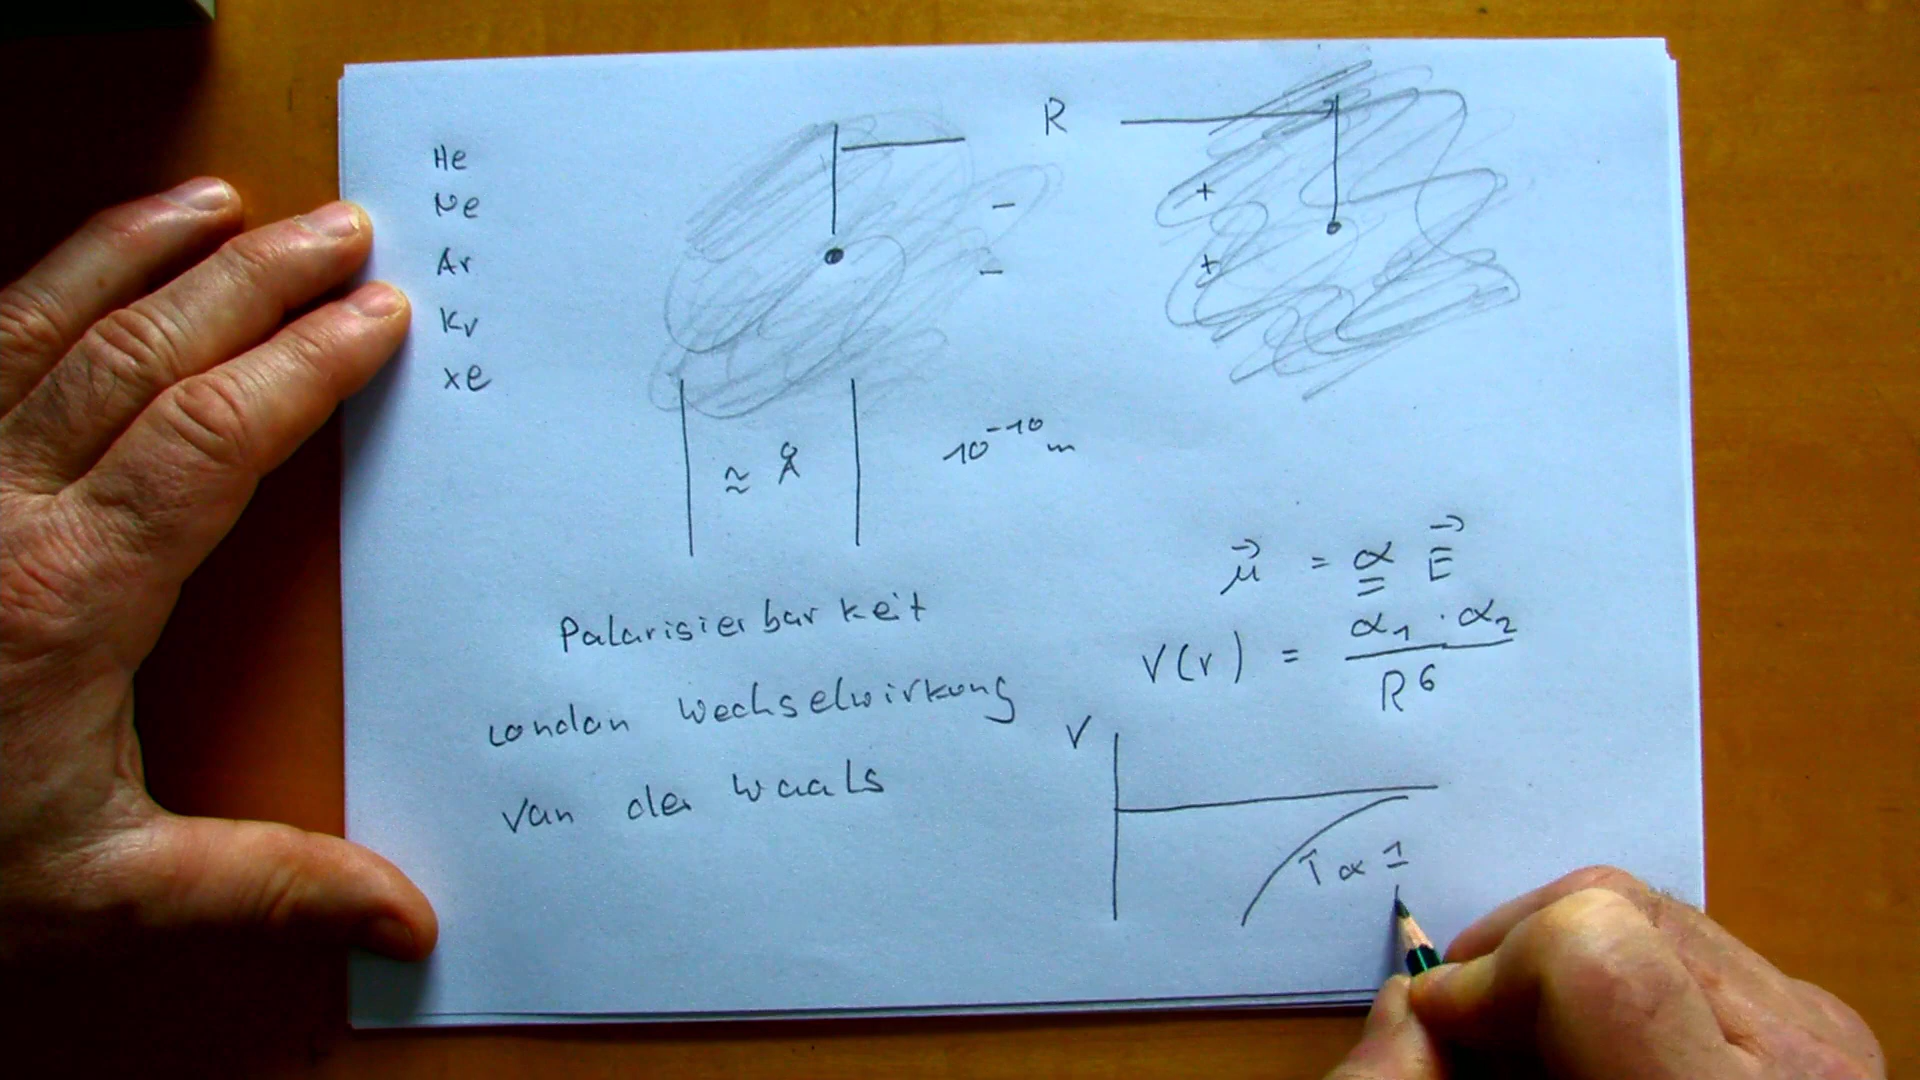 He
Ne
Ar
Kr
Xe
R
-
-
+
+
≈ Å
10⁻¹⁰ m
μ⃗ = α E⃗
Polarisierbarkeit
V(r) = α₁ · α₂ / R⁶
London Wechselwirkung
Van der Waals
V
∝ 1